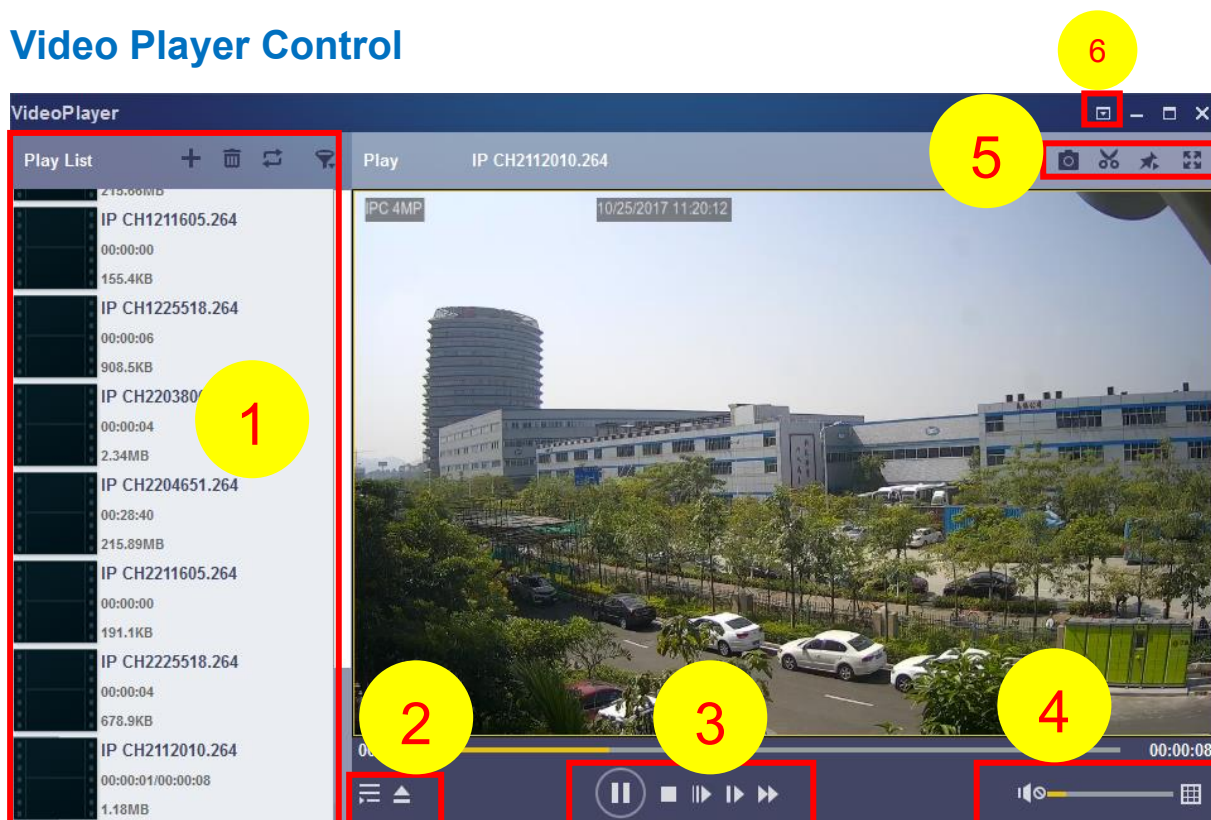 Video Player Control
6
VideoPlayer
5
Play List
Play IP CH2112010.264
215.66MB
IPC 4MP 10/25/2017 11:20:12
IP CH1211605.264
00:00:00
155.4KB
IP CH1225518.264
00:00:06
908.5KB
1
00:00:04
2.34MB
IP CH2204651.264
00:28:40
215.89MB
IP CH2211605.264
00:00:00
191.1KB
IP CH2225518.264
00:00:04
678.9KB
IP CH2112010.264
00:00:01/00:00:08
1.18MB
2
3
4
00:00:08